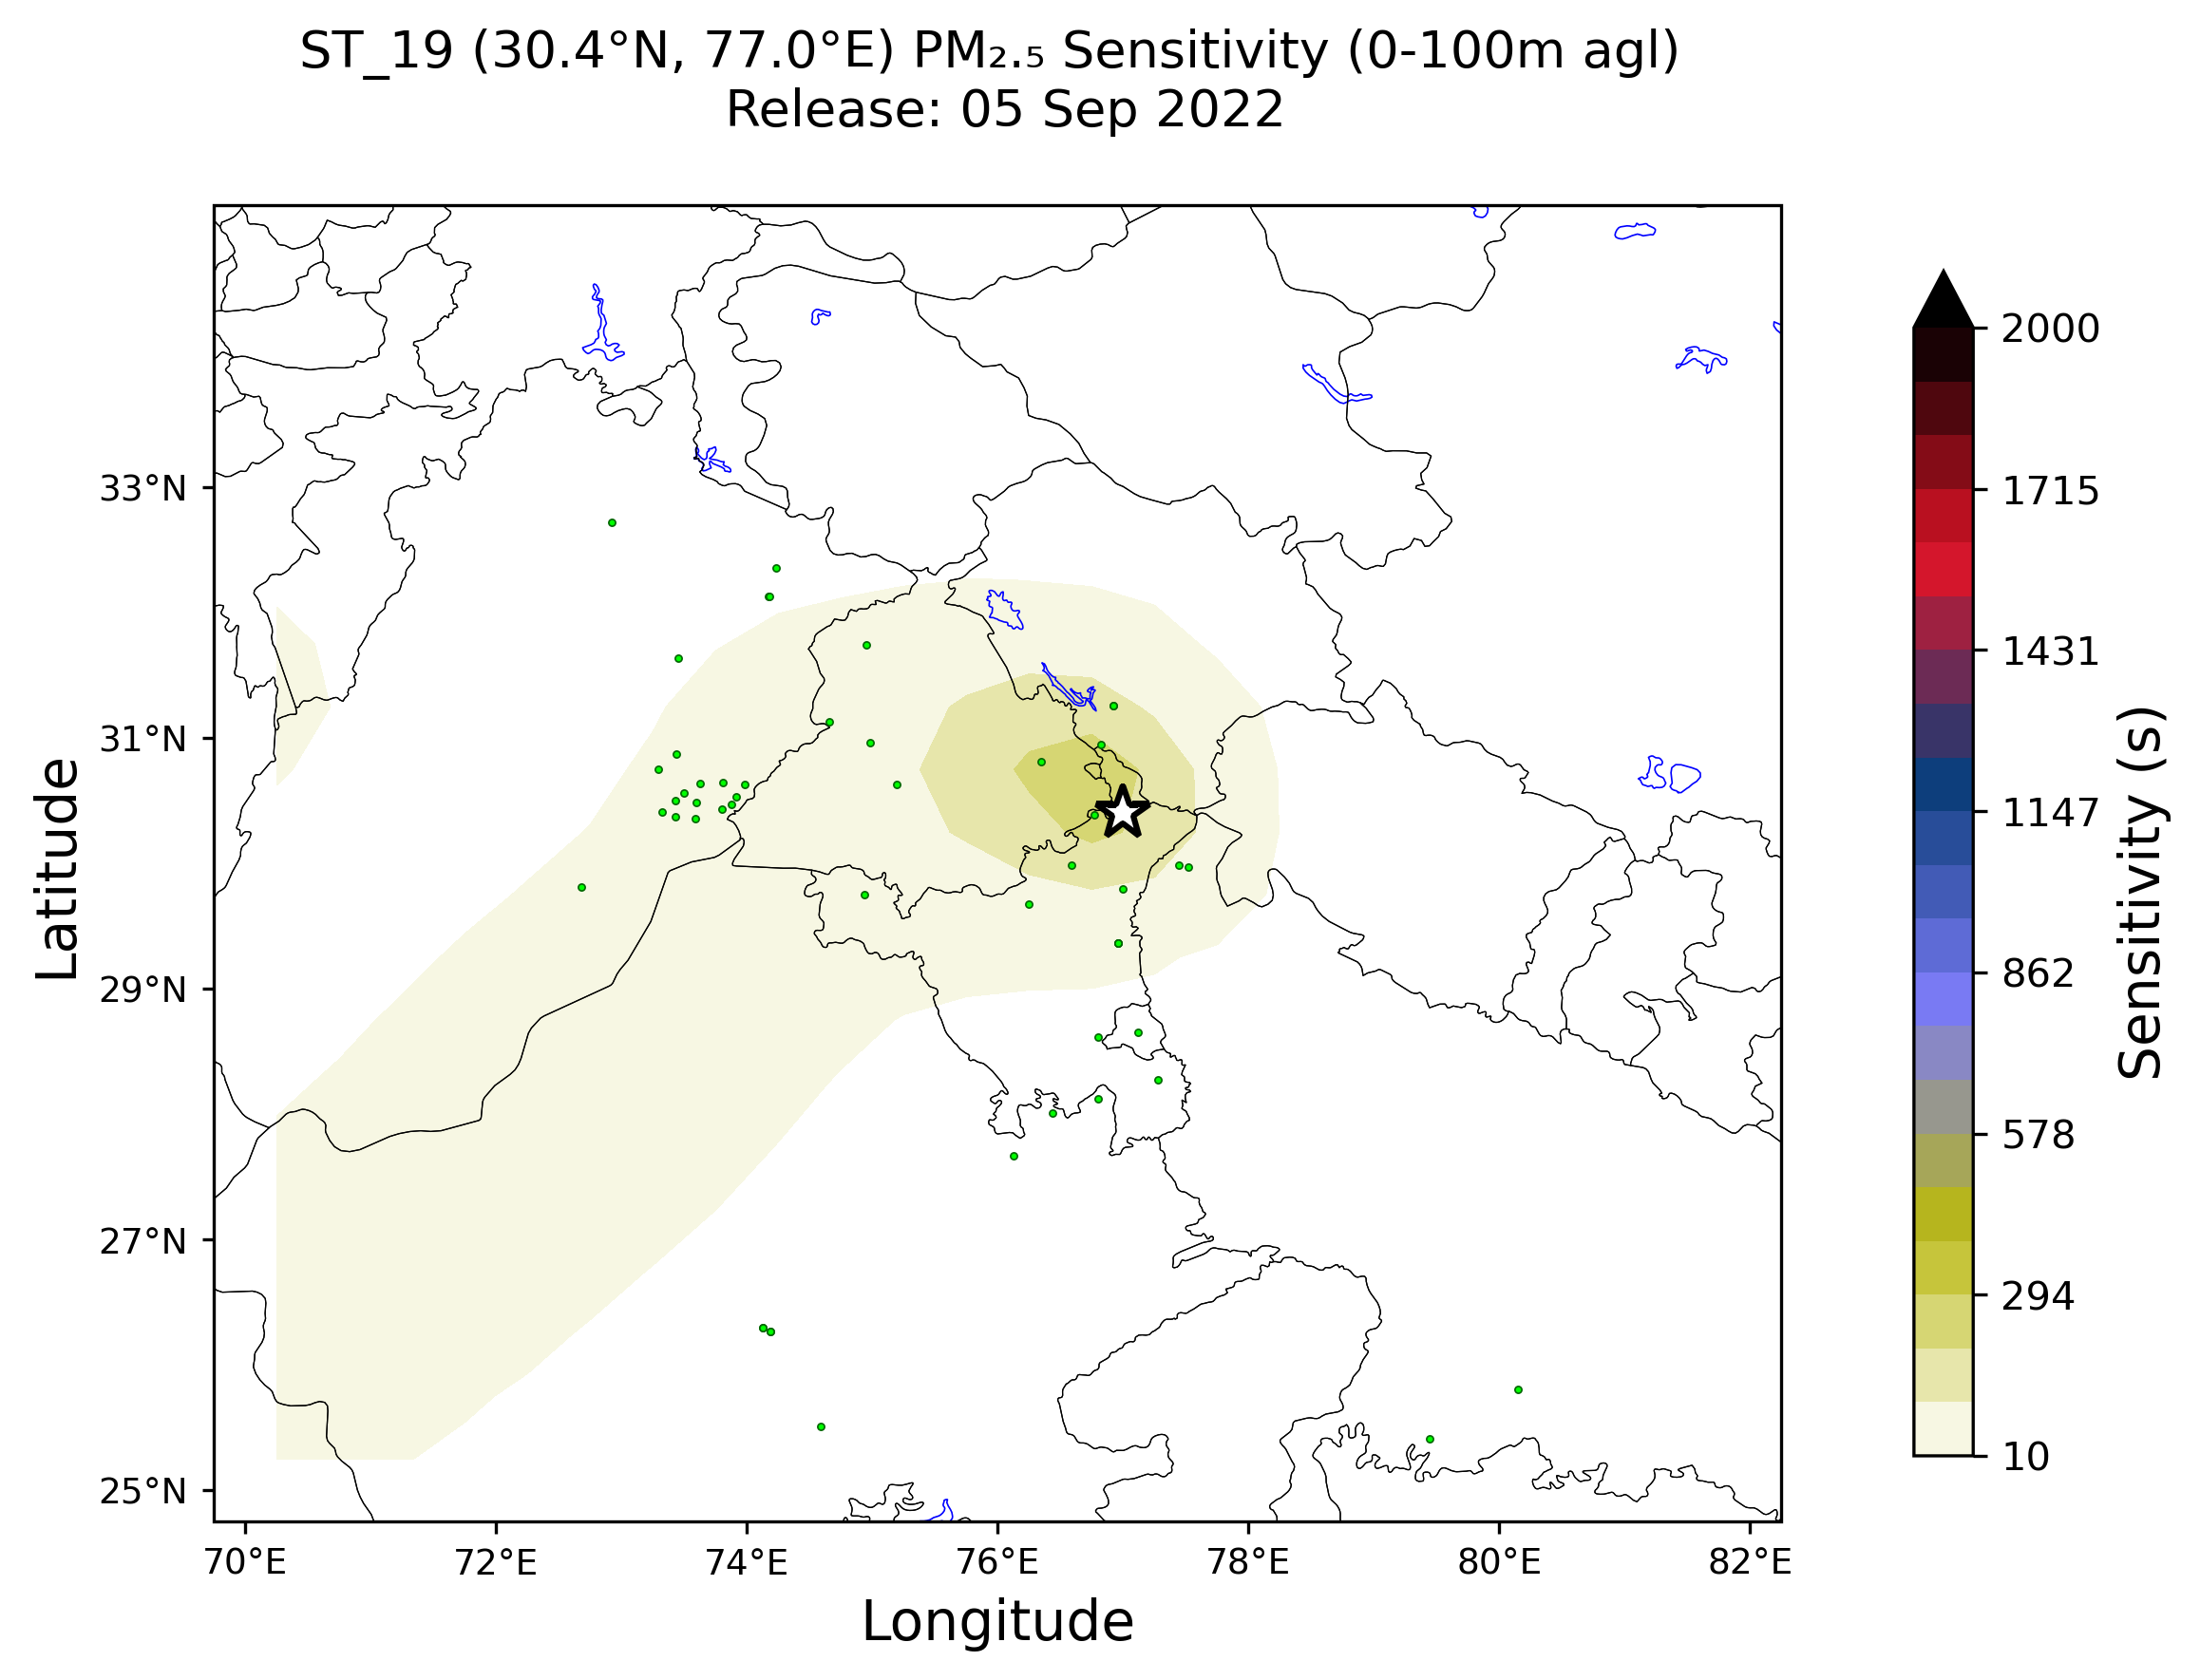 ST_19 (30.4°N, 77.0°E) PM₂.₅ Sensitivity (0-100m agl)
Release: 05 Sep 2022
33°N
31°N
29°N
27°N
25°N
Latitude
70°E 72°E 74°E 76°E 78°E 80°E 82°E
Longitude
2000
1715
1431
1147
862
578
294
10
Sensitivity (s)